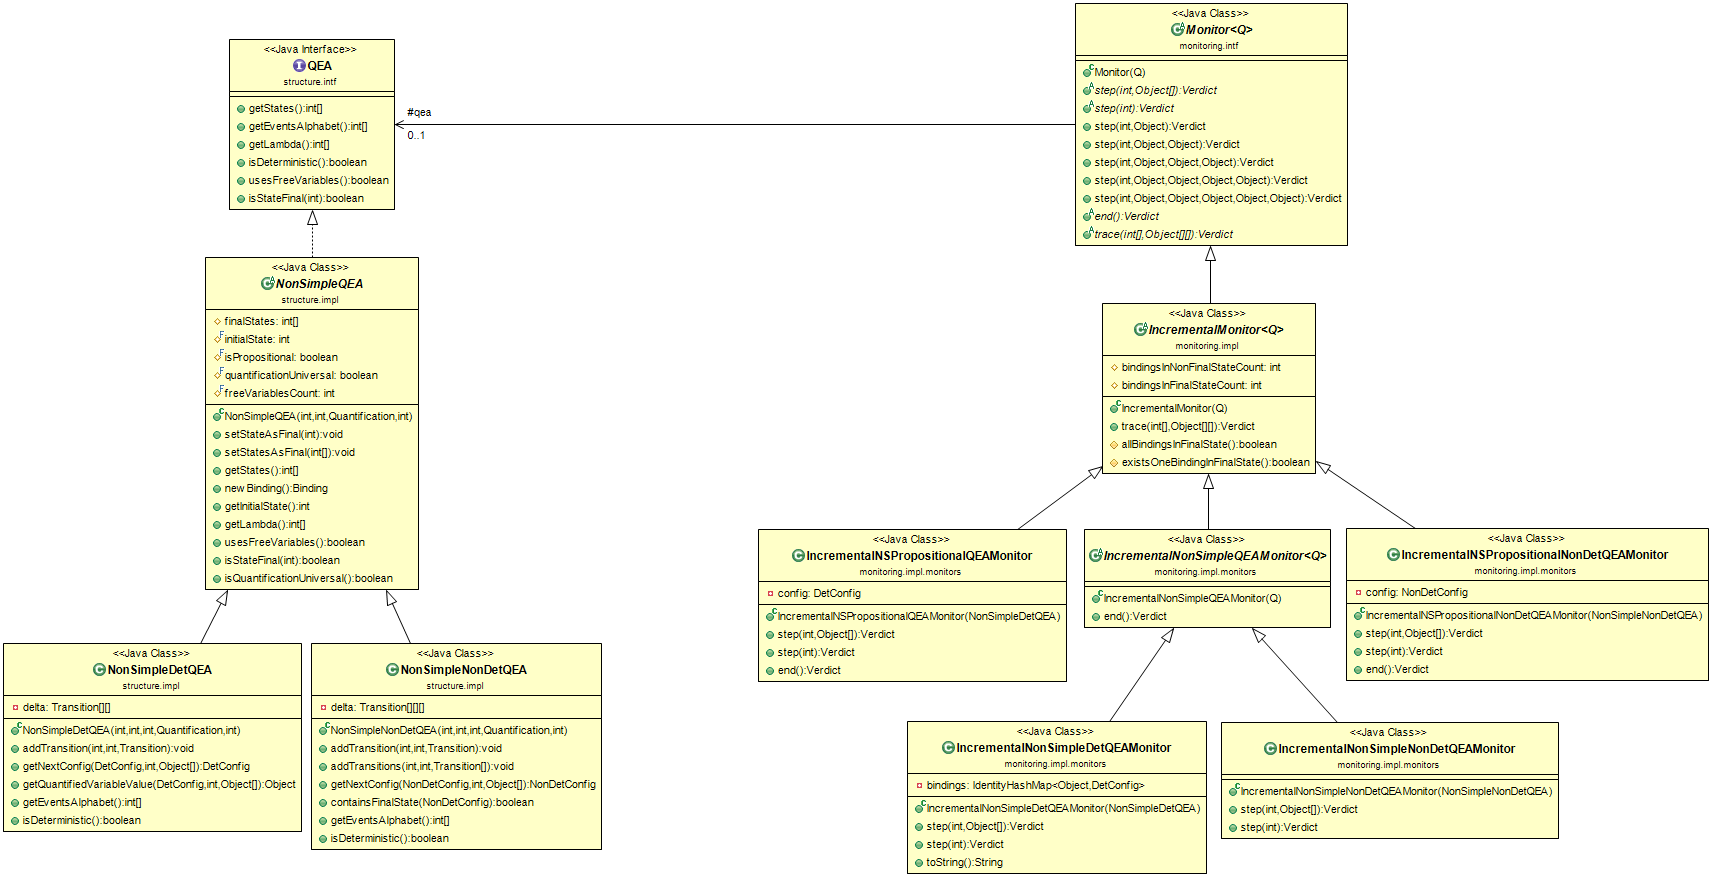 <<Java Interface>>
QEA
structure.intf
getStates():int[]
getEventsAlphabet():int[]
getLambda():int[]
isDeterministic():boolean
usesFreeVariables():boolean
isStateFinal(int):boolean
#qea
0..1
<<Java Class>>
Monitor<Q>
monitoring.intf
Monitor(Q)
step(int,Object[]):Verdict
step(int):Verdict
step(int,Object):Verdict
step(int,Object,Object):Verdict
step(int,Object,Object,Object):Verdict
step(int,Object,Object,Object,Object):Verdict
step(int,Object,Object,Object,Object,Object):Verdict
end():Verdict
trace(int[],Object[][]):Verdict
<<Java Class>>
NonSimpleQEA
structure.impl
finalStates: int[]
initialState: int
isPropositional: boolean
quantificationUniversal: boolean
freeVariablesCount: int
NonSimpleQEA(int,int,Quantification,int)
setStateAsFinal(int):void
setStatesAsFinal(int[]):void
getStates():int[]
newBinding():Binding
getInitialState():int
getLambda():int[]
usesFreeVariables():boolean
isStateFinal(int):boolean
isQuantificationUniversal():boolean
<<Java Class>>
IncrementalMonitor<Q>
monitoring.impl
bindingsInNonFinalStateCount: int
bindingsInFinalStateCount: int
IncrementalMonitor(Q)
trace(int[],Object[][]):Verdict
allBindingsInFinalState():boolean
existsOneBindingInFinalState():boolean
<<Java Class>>
IncrementalNSPropositionalQEAMonitor
monitoring.impl.monitors
config: DetConfig
IncrementalNSPropositionalQEAMonitor(NonSimpleDetQEA)
step(int,Object[]):Verdict
step(int):Verdict
end():Verdict
<<Java Class>>
IncrementalNonSimpleQEAMonitor<Q>
monitoring.impl.monitors
IncrementalNonSimpleQEAMonitor(Q)
end():Verdict
<<Java Class>>
IncrementalNSPropositionalNonDetQEAMonitor
monitoring.impl.monitors
config: NonDetConfig
IncrementalNSPropositionalNonDetQEAMonitor(NonSimpleNonDetQEA)
step(int,Object[]):Verdict
step(int):Verdict
end():Verdict
<<Java Class>>
NonSimpleDetQEA
structure.impl
delta: Transition[][]
NonSimpleDetQEA(int,int,int,Quantification,int)
addTransition(int,int,Transition):void
getNextConfig(DetConfig,int,Object[]):DetConfig
getQuantifiedVariableValue(DetConfig,int,Object[]):Object
getEventsAlphabet():int[]
isDeterministic():boolean
<<Java Class>>
NonSimpleNonDetQEA
structure.impl
delta: Transition[][][]
NonSimpleNonDetQEA(int,int,int,Quantification,int)
addTransition(int,int,Transition):void
addTransitions(int,int,Transition[]):void
getNextConfig(NonDetConfig,int,Object[]):NonDetConfig
containsFinalState(NonDetConfig):boolean
getEventsAlphabet():int[]
isDeterministic():boolean
<<Java Class>>
IncrementalNonSimpleDetQEAMonitor
monitoring.impl.monitors
bindings: IdentityHashMap<Object,DetConfig>
IncrementalNonSimpleDetQEAMonitor(NonSimpleDetQEA)
step(int,Object[]):Verdict
step(int):Verdict
toString():String
<<Java Class>>
IncrementalNonSimpleNonDetQEAMonitor
monitoring.impl.monitors
IncrementalNonSimpleNonDetQEAMonitor(NonSimpleNonDetQEA)
step(int,Object[]):Verdict
step(int):Verdict